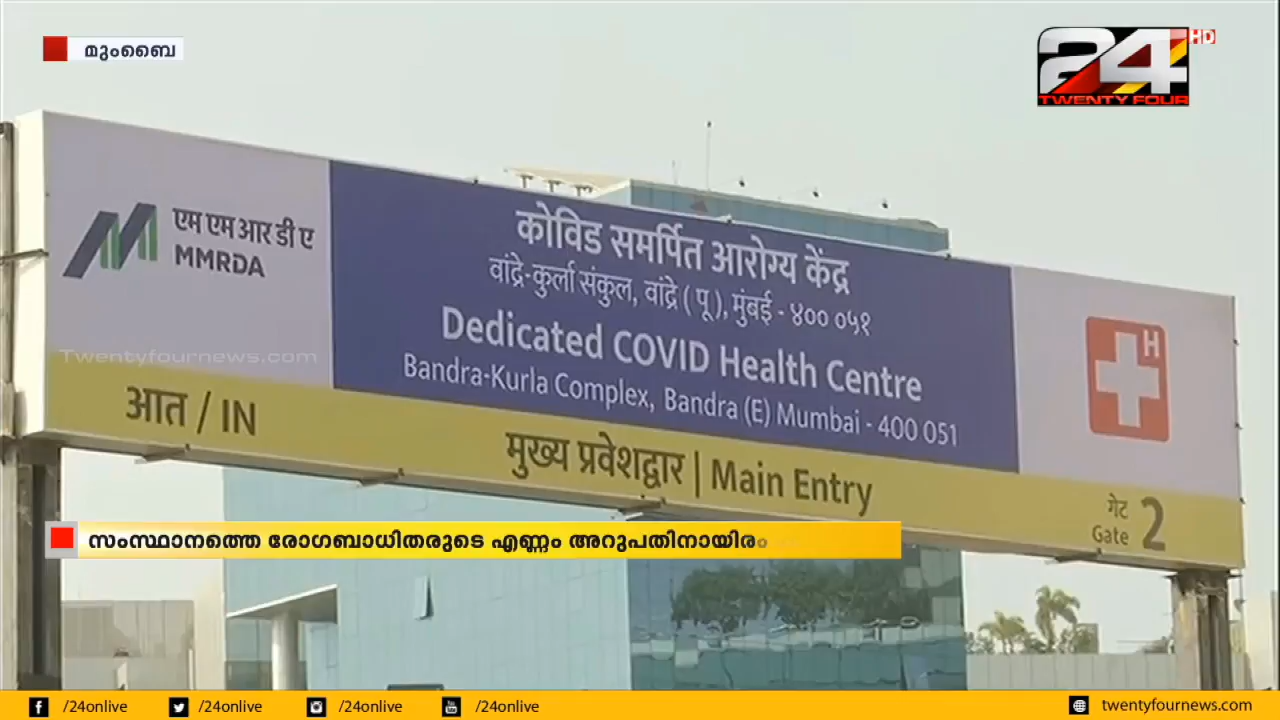 മുംബൈ
24 HD
TWENTY FOUR
एम एम आर डी ए
MMRDA
कोविड समर्पित आरोग्य केंद्र
वांद्रे-कुर्ला संकुल, वांद्रे ( पू ), मुंबई - ४०० ०५१
Dedicated COVID Health Centre
Bandra-Kurla Complex, Bandra (E) Mumbai - 400 051
H
Twentyfournews.com
आत / IN
मुख्य प्रवेशद्वार | Main Entry
गेट
Gate 2
സംസ്ഥാനത്തെ രോഗബാധിതരുടെ എണ്ണം അറുപതിനായിരം
/24onlive /24onlive /24onlive /24onlive twentyfournews.com